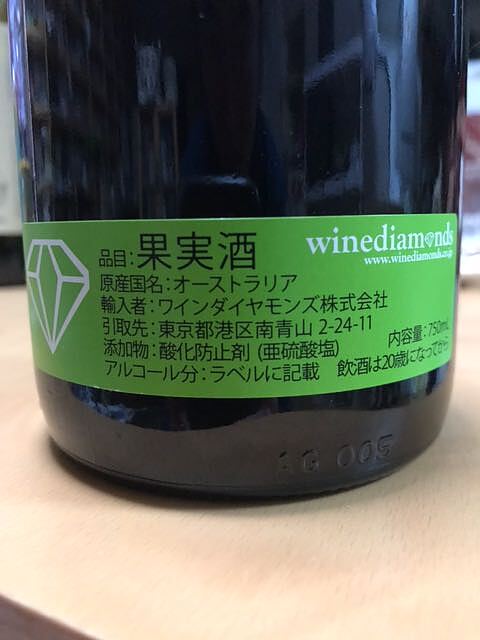 winediamonds
www.winediamonds.co.jp
品目:果実酒
原産国名:オーストラリア
輸入者:ワインダイヤモンズ株式会社
引取先:東京都港区南青山 2-24-11
内容量:750mL
添加物:酸化防止剤 (亜硫酸塩)
アルコール分:ラベルに記載 飲酒は20歳になってから
AG 005